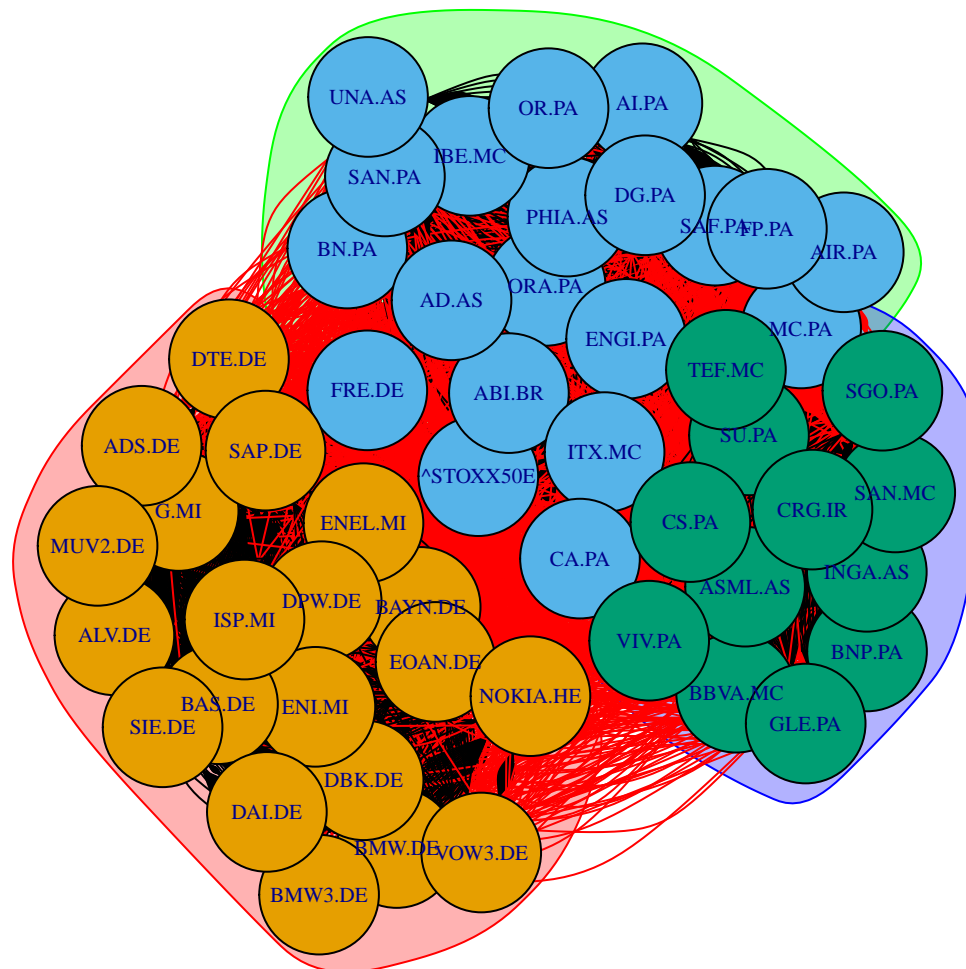 UNA.AS
OR.PA
AI.PA
IBE.MC
SAN.PA
DG.PA
PHIA.AS
SAF.PA
FP.PA
BN.PA
AIR.PA
AD.AS
ORA.PA
MC.PA
ENGI.PA
DTE.DE
TEF.MC
FRE.DE
ABI.BR
SGO.PA
SU.PA
ADS.DE
SAP.DE
ITX.MC
^STOXX50E
SAN.MC
G.MI
CRG.IR
ENEL.MI
CS.PA
MUV2.DE
CA.PA
INGA.AS
ASML.AS
DPW.DE
BAYN.DE
ISP.MI
ALV.DE
VIV.PA
BNP.PA
EOAN.DE
NOKIA.HE
BBVA.MC
BAS.DE
ENI.MI
SIE.DE
GLE.PA
DBK.DE
DAI.DE
BMW.DE
VOW3.DE
BMW3.DE